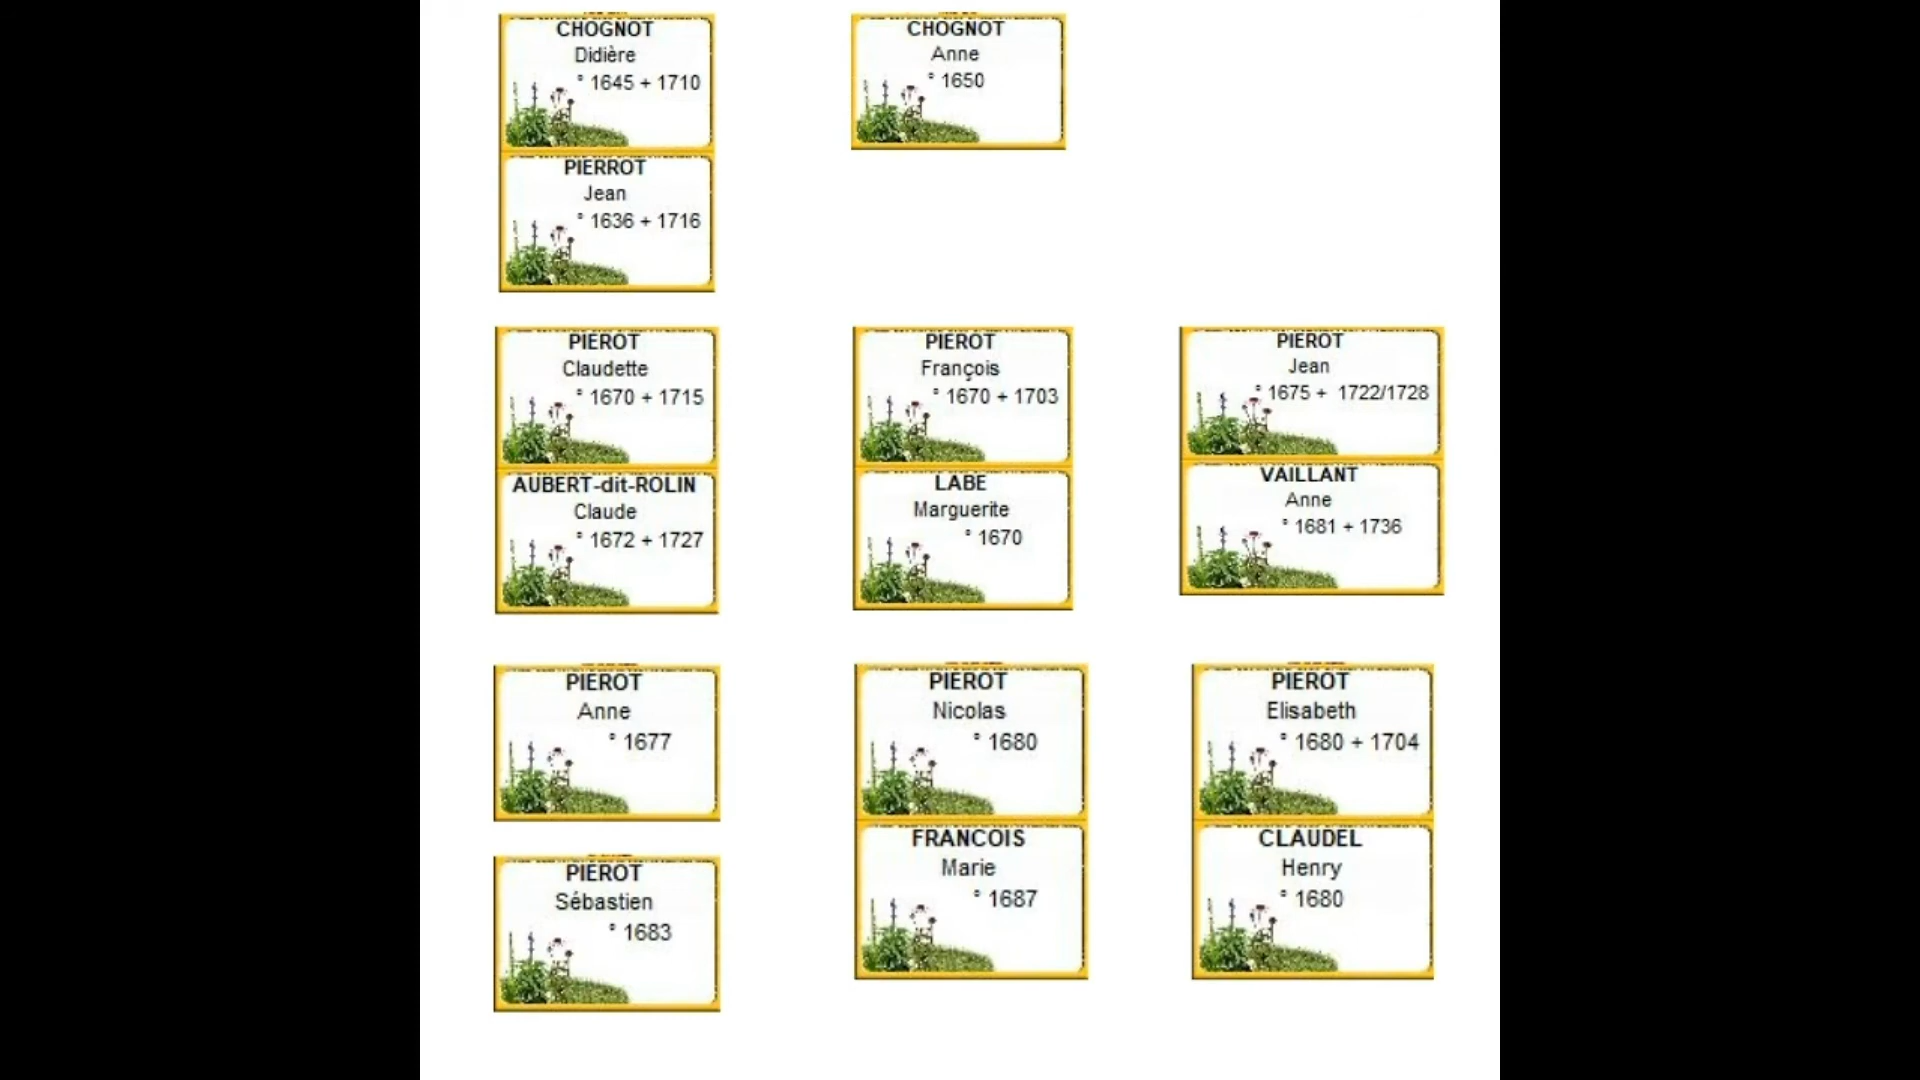 CHOGNOT
Didière
° 1645 + 1710
PIERROT
Jean
° 1636 + 1716
CHOGNOT
Anne
° 1650
PIEROT
Claudette
° 1670 + 1715
AUBERT-dit-ROLIN
Claude
° 1672 + 1727
PIEROT
François
° 1670 + 1703
LABE
Marguerite
° 1670
PIEROT
Jean
° 1675 + 1722/1728
VAILLANT
Anne
° 1681 + 1736
PIEROT
Anne
° 1677
PIEROT
Sébastien
° 1683
PIEROT
Nicolas
° 1680
FRANCOIS
Marie
° 1687
PIEROT
Elisabeth
° 1680 + 1704
CLAUDEL
Henry
° 1680